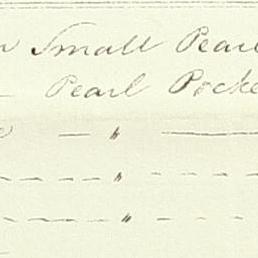 Small Pearl
Pearl Pocke
— " —
— " —
— " —